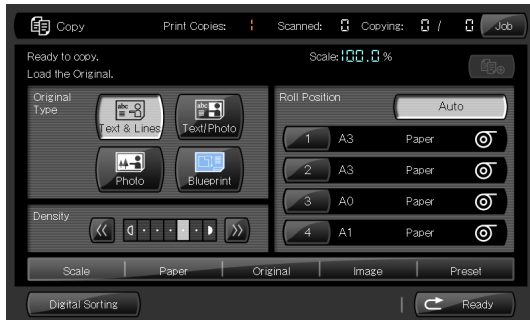 Copy Print Copies: 1 Scanned: 0 Copying: 0 / 0 Job
Ready to copy. Scale: 100.0 %
Load the Original.
Original
Type
abc
Text & Lines
abc
Text/Photo
Photo
Blueprint
Density
Roll Position Auto
1 A3 Paper
2 A3 Paper
3 A0 Paper
4 A1 Paper
Scale Paper Original Image Preset
Digital Sorting Ready